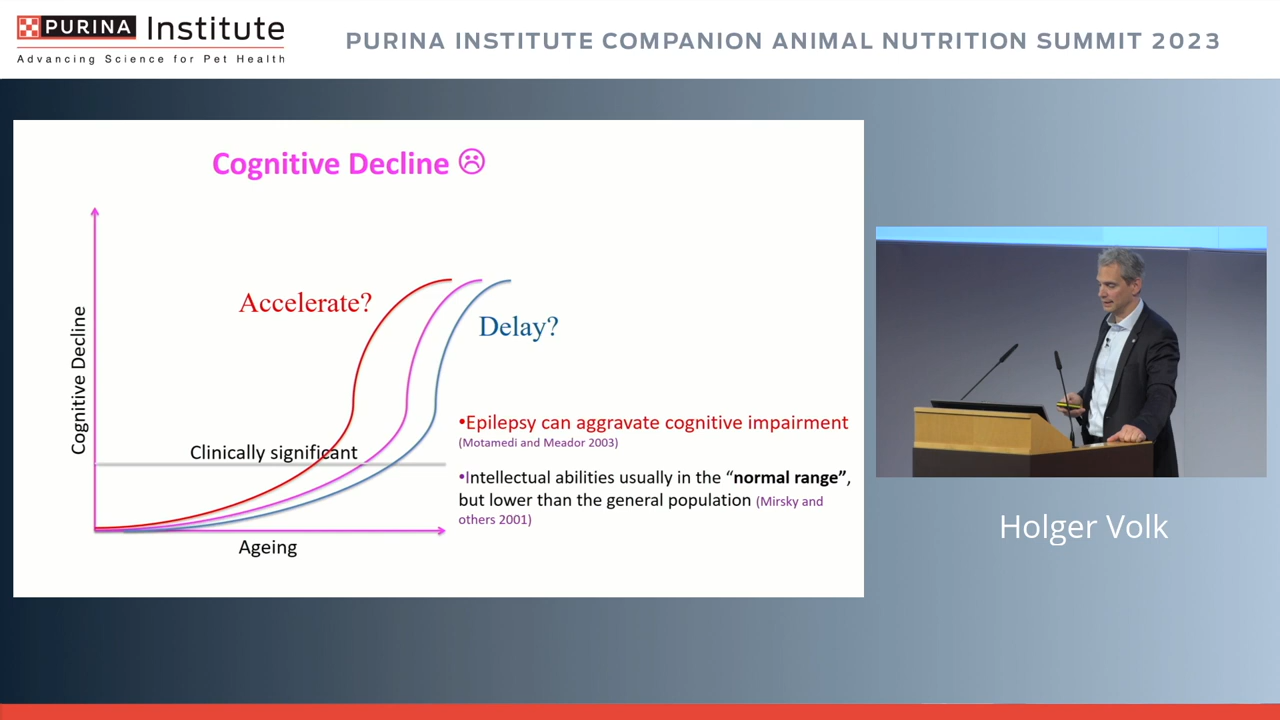 PURINA Institute
Advancing Science for Pet Health
PURINA INSTITUTE COMPANION ANIMAL NUTRITION SUMMIT 2023
Cognitive Decline ☹
Accelerate?
Delay?
Cognitive Decline
Clinically significant
Ageing
•Epilepsy can aggravate cognitive impairment
(Motamedi and Meador 2003)
•Intellectual abilities usually in the “normal range”,
but lower than the general population (Mirsky and
others 2001)
Holger Volk